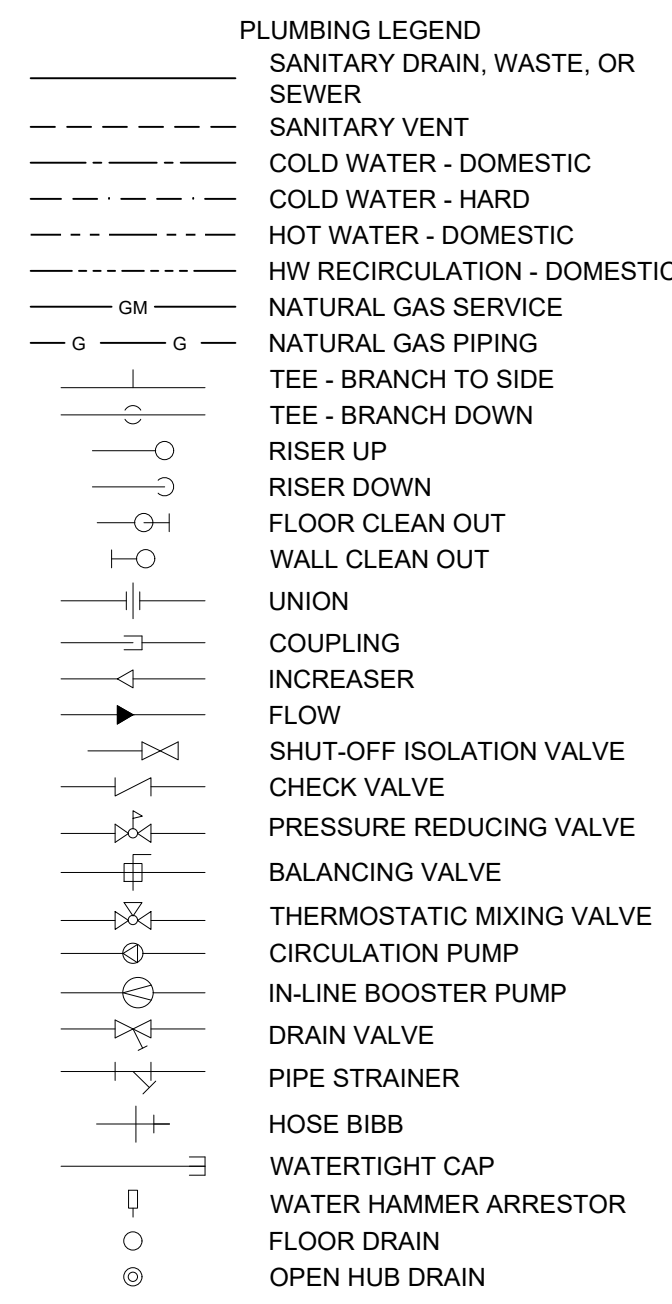 PLUMBING LEGEND
SANITARY DRAIN, WASTE, OR
SEWER
SANITARY VENT
COLD WATER - DOMESTIC
COLD WATER - HARD
HOT WATER - DOMESTIC
HW RECIRCULATION - DOMESTIC
GM NATURAL GAS SERVICE
G G NATURAL GAS PIPING
TEE - BRANCH TO SIDE
TEE - BRANCH DOWN
RISER UP
RISER DOWN
FLOOR CLEAN OUT
WALL CLEAN OUT
UNION
COUPLING
INCREASER
FLOW
SHUT-OFF ISOLATION VALVE
CHECK VALVE
PRESSURE REDUCING VALVE
BALANCING VALVE
THERMOSTATIC MIXING VALVE
CIRCULATION PUMP
IN-LINE BOOSTER PUMP
DRAIN VALVE
PIPE STRAINER
HOSE BIBB
WATERTIGHT CAP
WATER HAMMER ARRESTOR
FLOOR DRAIN
OPEN HUB DRAIN